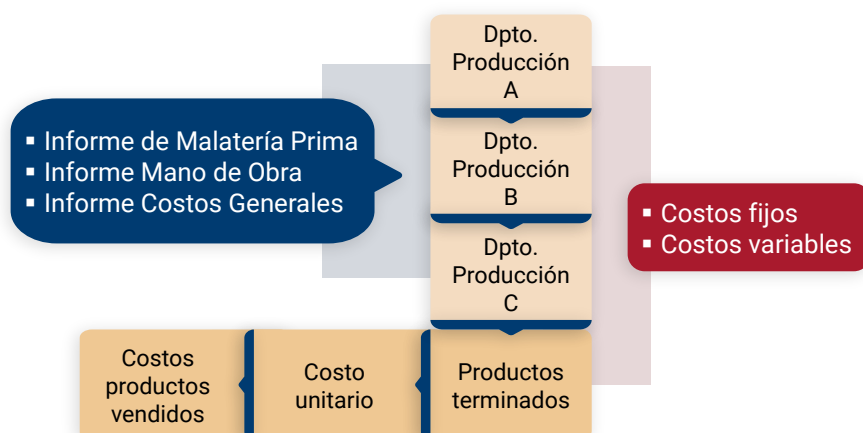 Dpto.
Producción
A
▪ Informe de Malatería Prima
▪ Informe Mano de Obra
▪ Informe Costos Generales
Dpto.
Producción
B
▪ Costos fijos
▪ Costos variables
Dpto.
Producción
C
Costos
productos
vendidos
Costo
unitario
Productos
terminados